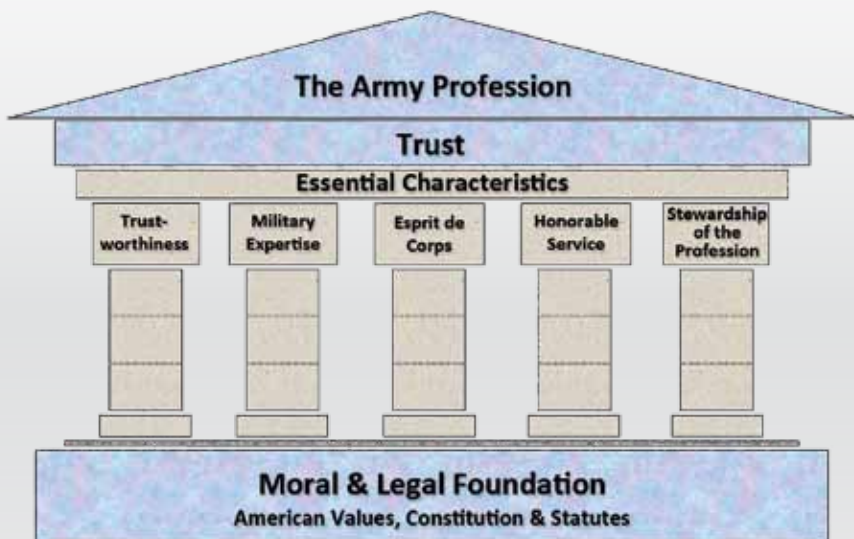 The Army Profession
Trust
Essential Characteristics
Trust-
worthiness
Military
Expertise
Esprit de
Corps
Honorable
Service
Stewardship
of the
Profession
Moral & Legal Foundation
American Values, Constitution & Statutes